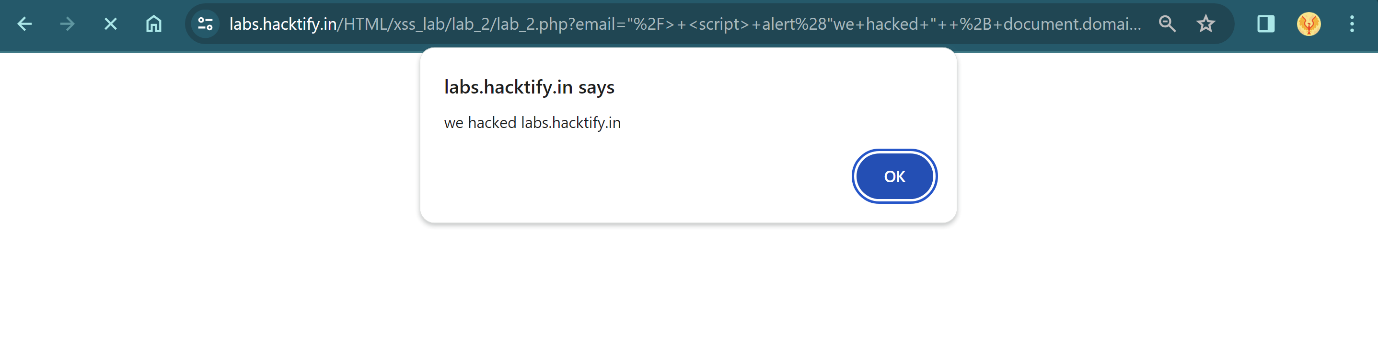 labs.hacktify.in/HTML/xss_lab/lab_2/lab_2.php?email="%2F>+<script>+alert%28"we+hacked+"++%2B+document.domai...
labs.hacktify.in says
we hacked labs.hacktify.in
OK